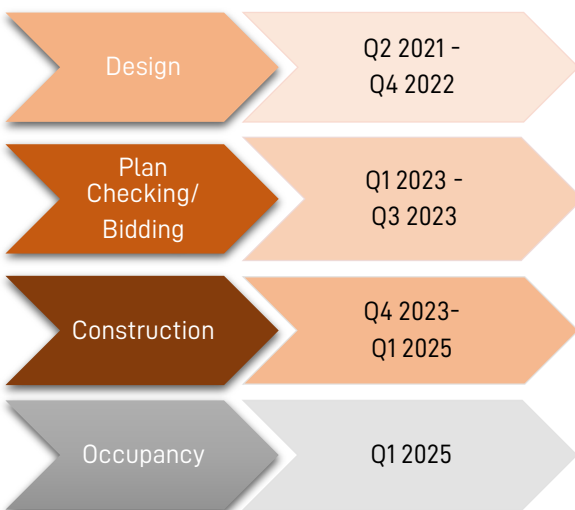 Design
Q2 2021 -
Q4 2022
Plan
Checking/
Bidding
Q1 2023 -
Q3 2023
Construction
Q4 2023-
Q1 2025
Occupancy
Q1 2025